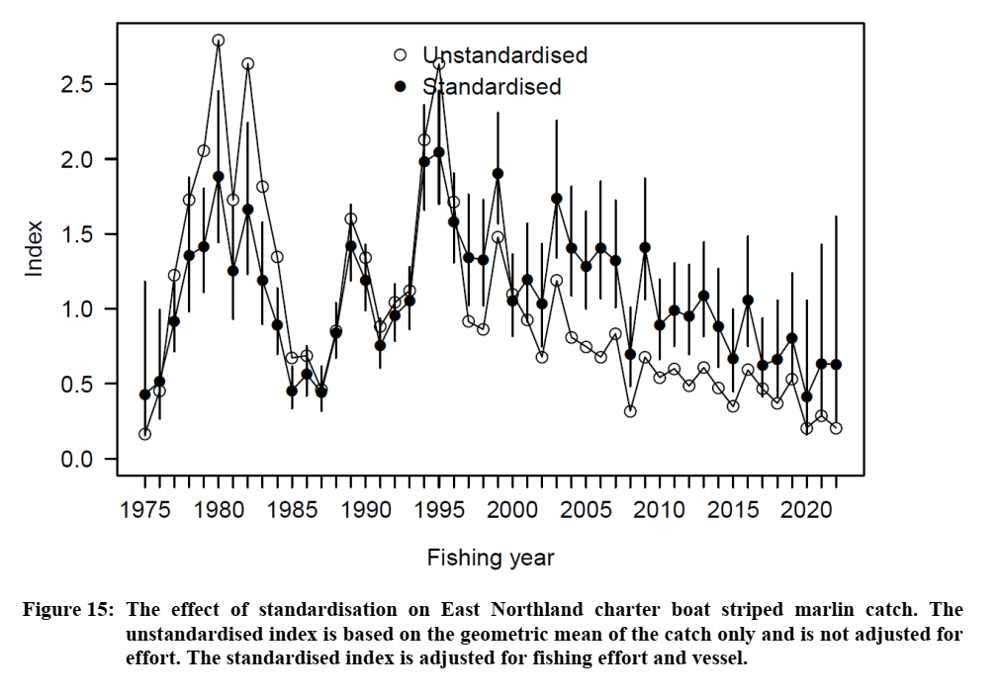 Unstandardised
Standardised
2.5
2.0
1.5
1.0
0.5
0.0
Index
1975 1980 1985 1990 1995 2000 2005 2010 2015 2020
Fishing year
Figure 15: The effect of standardisation on East Northland charter boat striped marlin catch. The
unstandardised index is based on the geometric mean of the catch only and is not adjusted for
effort. The standardised index is adjusted for fishing effort and vessel.